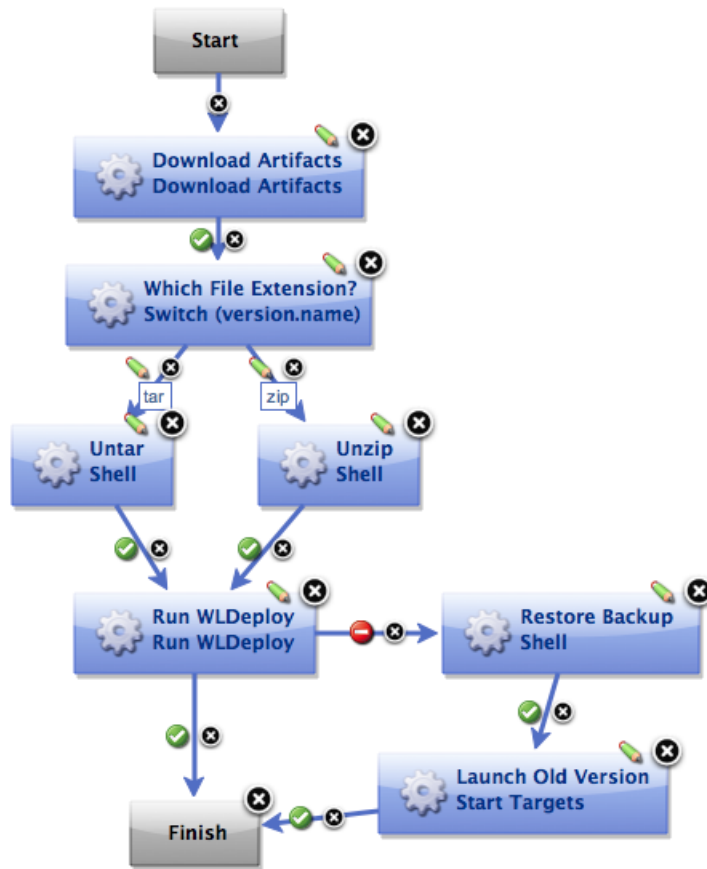 Start
Download Artifacts
Download Artifacts
Which File Extension?
Switch (version.name)
tar
zip
Untar
Shell
Unzip
Shell
Run WLDeploy
Run WLDeploy
Restore Backup
Shell
Launch Old Version
Start Targets
Finish